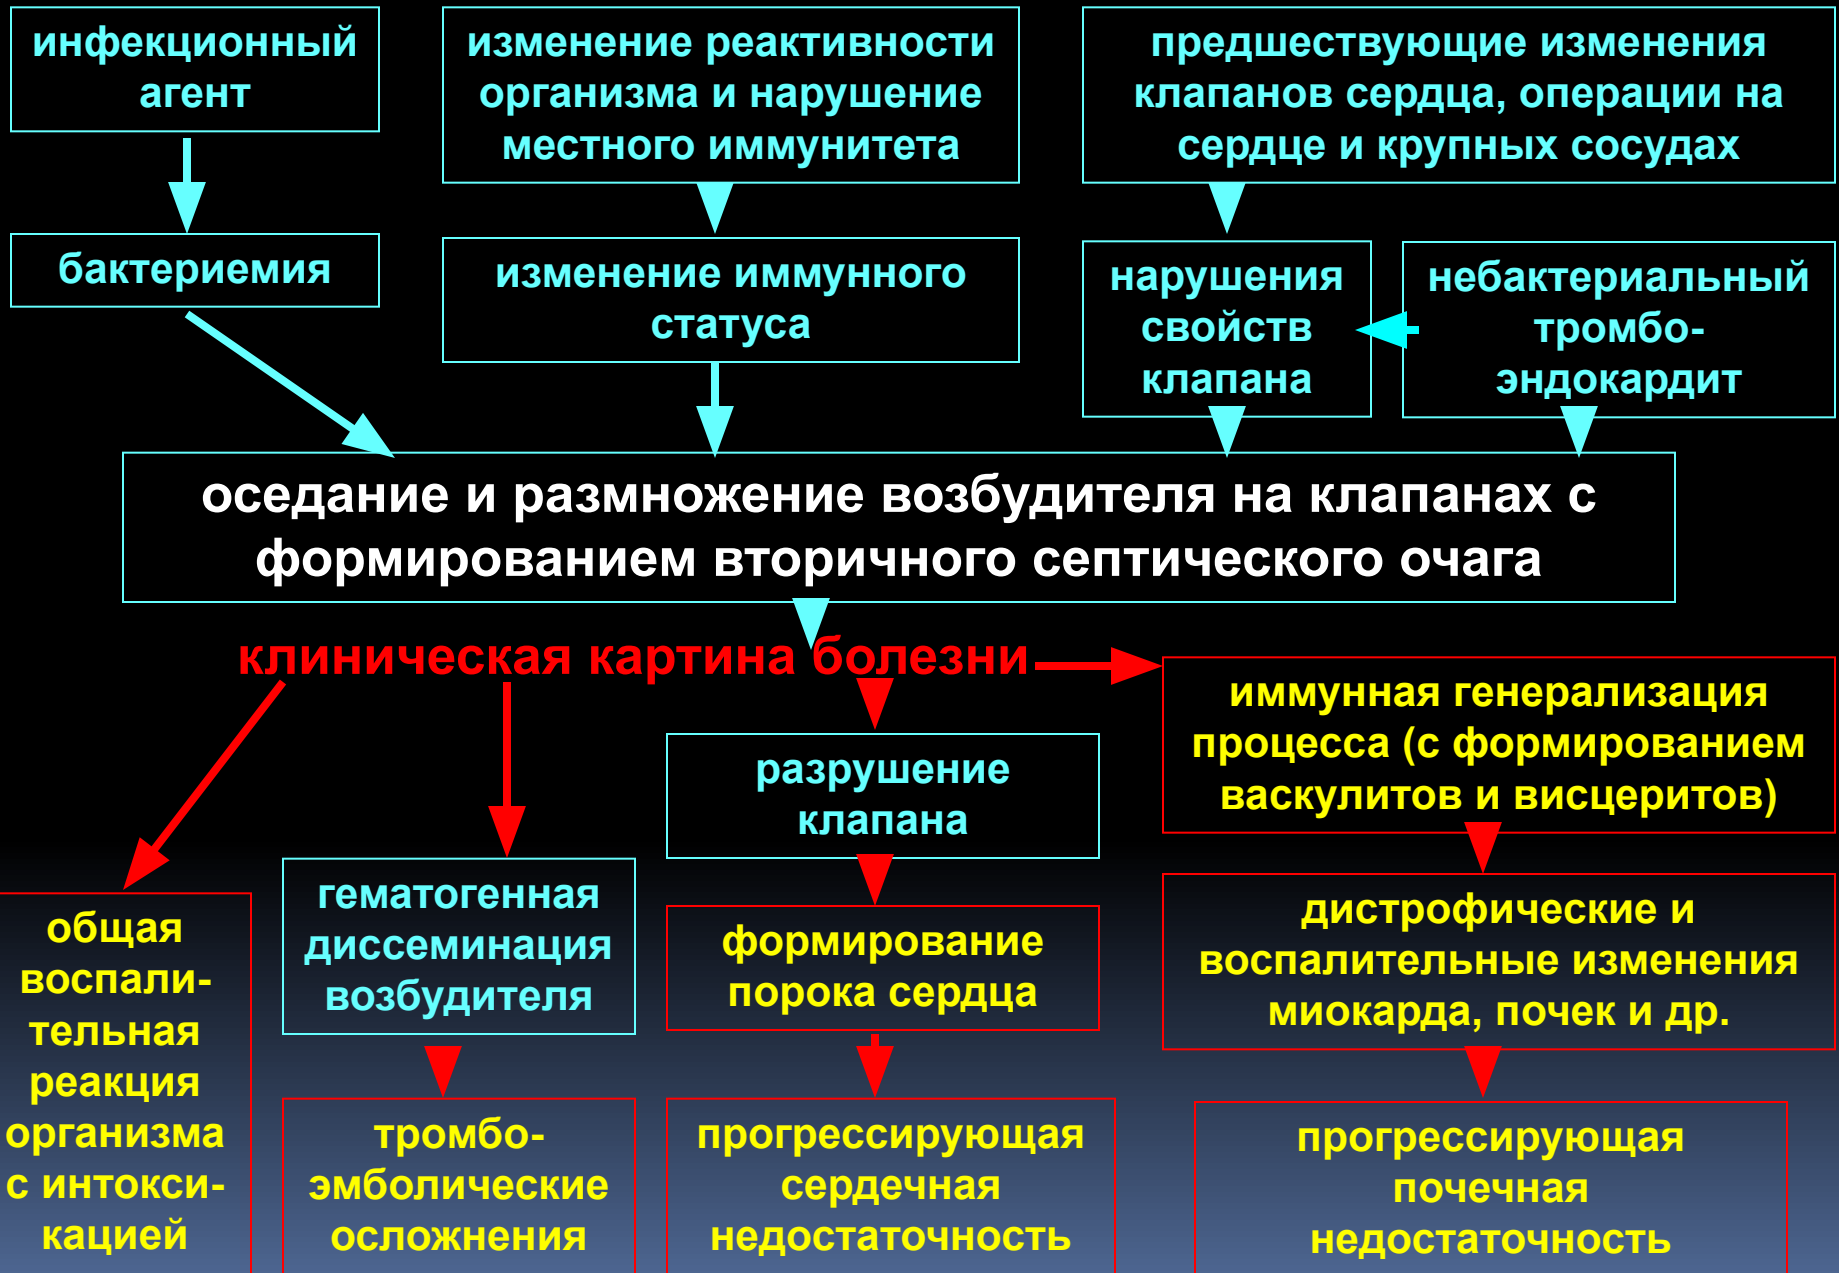 инфекционный
агент
изменение реактивности
организма и нарушение
местного иммунитета
предшествующие изменения
клапанов сердца, операции на
сердце и крупных сосудах
бактериемия
изменение иммунного
статуса
нарушения
свойств
клапана
небактериальный
тромбо-
эндокардит
оседание и размножение возбудителя на клапанах с
формированием вторичного септического очага
клиническая картина болезни
общая
воспали-
тельная
реакция
организма
с интокси-
кацией
гематогенная
диссеминация
возбудителя
тромбо-
эмболические
осложнения
разрушение
клапана
формирование
порока сердца
прогрессирующая
сердечная
недостаточность
иммунная генерализация
процесса (с формированием
васкулитов и висцеритов)
дистрофические и
воспалительные изменения
миокарда, почек и др.
прогрессирующая
почечная
недостаточность